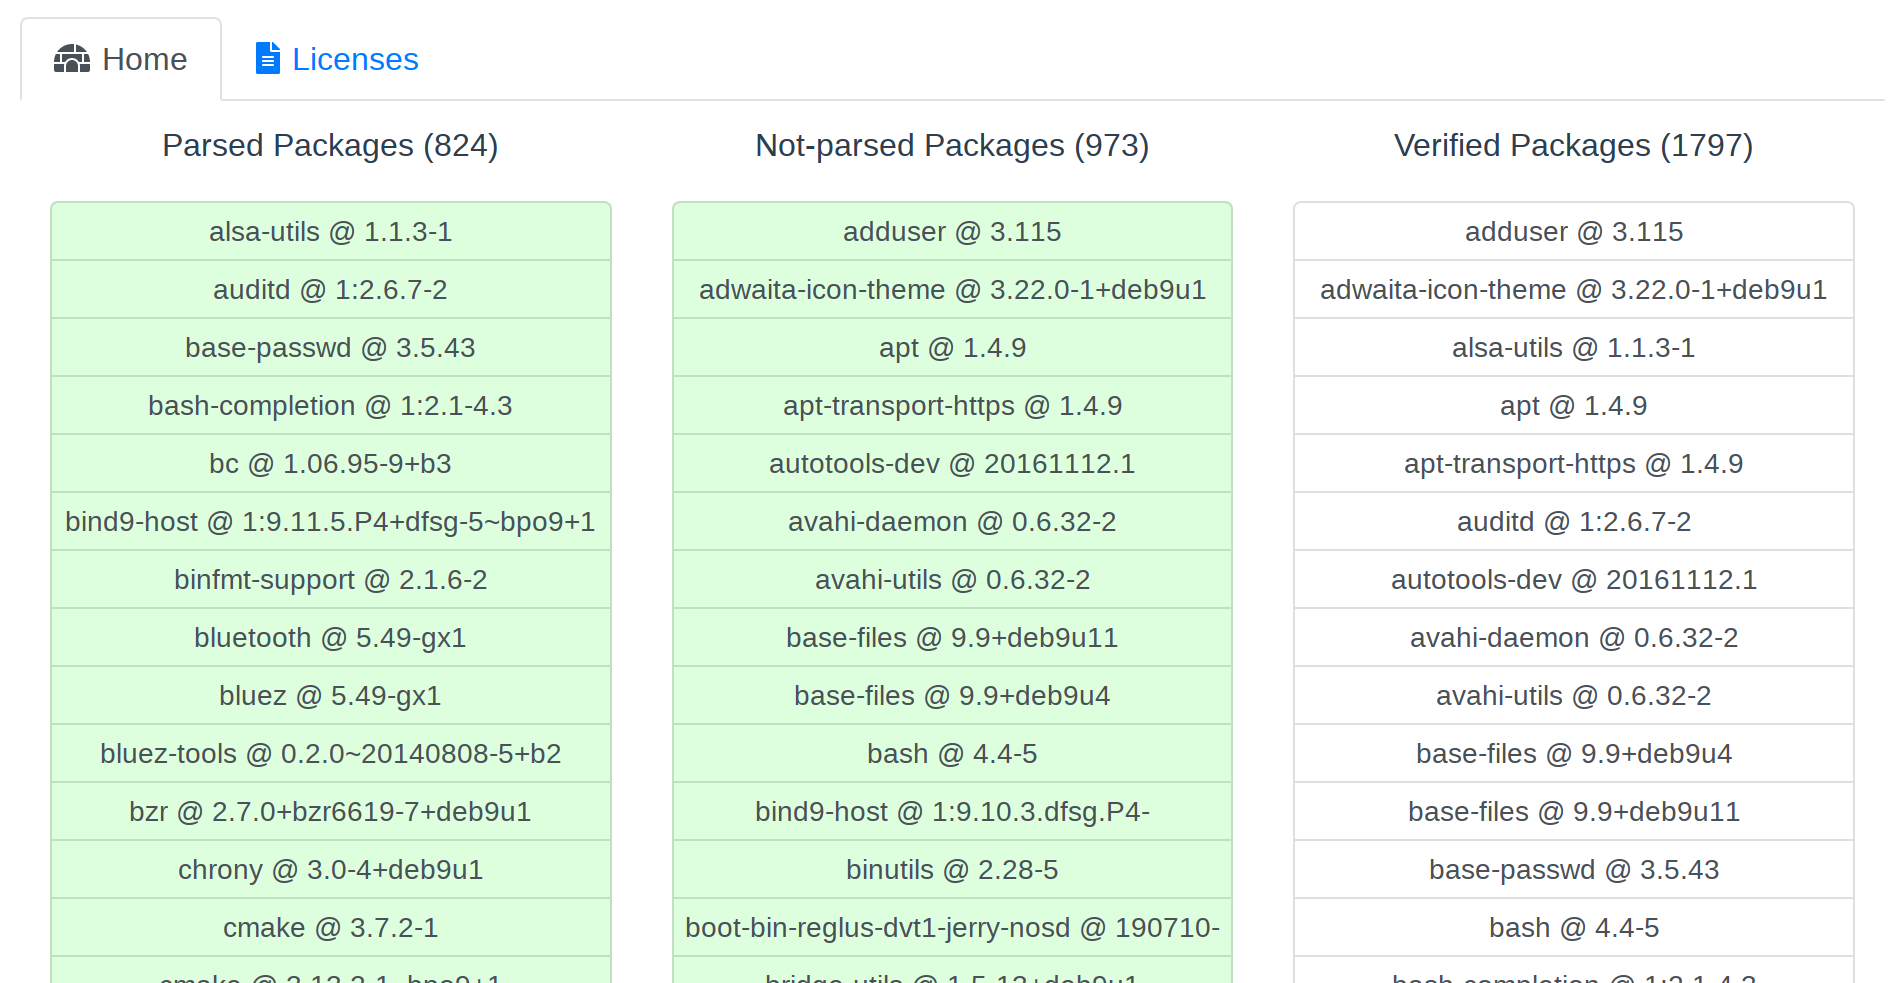 Home
Licenses
Parsed Packages (824)
alsa-utils @ 1.1.3-1
auditd @ 1:2.6.7-2
base-passwd @ 3.5.43
bash-completion @ 1:2.1-4.3
bc @ 1.06.95-9+b3
bind9-host @ 1:9.11.5.P4+dfsg-5~bpo9+1
binfmt-support @ 2.1.6-2
bluetooth @ 5.49-gx1
bluez @ 5.49-gx1
bluez-tools @ 0.2.0~20140808-5+b2
bzr @ 2.7.0+bzr6619-7+deb9u1
chrony @ 3.0-4+deb9u1
cmake @ 3.7.2-1
Not-parsed Packages (973)
adduser @ 3.115
adwaita-icon-theme @ 3.22.0-1+deb9u1
apt @ 1.4.9
apt-transport-https @ 1.4.9
autotools-dev @ 20161112.1
avahi-daemon @ 0.6.32-2
avahi-utils @ 0.6.32-2
base-files @ 9.9+deb9u11
base-files @ 9.9+deb9u4
bash @ 4.4-5
bind9-host @ 1:9.10.3.dfsg.P4-
binutils @ 2.28-5
boot-bin-reglus-dvt1-jerry-nosd @ 190710-
Verified Packages (1797)
adduser @ 3.115
adwaita-icon-theme @ 3.22.0-1+deb9u1
alsa-utils @ 1.1.3-1
apt @ 1.4.9
apt-transport-https @ 1.4.9
auditd @ 1:2.6.7-2
autotools-dev @ 20161112.1
avahi-daemon @ 0.6.32-2
avahi-utils @ 0.6.32-2
base-files @ 9.9+deb9u4
base-files @ 9.9+deb9u11
base-passwd @ 3.5.43
bash @ 4.4-5